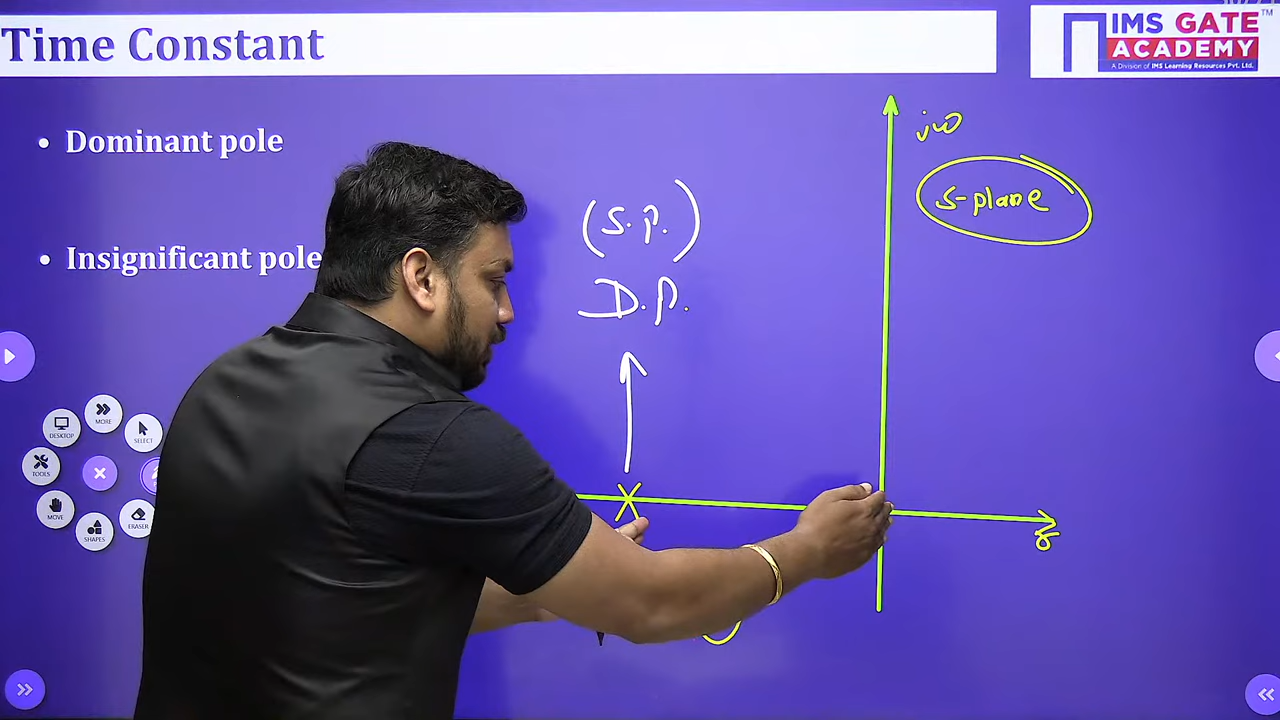 Time Constant
IMS GATE
ACADEMY
TM
A Division of IMS Learning Resources Pvt. Ltd.
• Dominant pole
• Insignificant pole
jω
s-plane
(S.P.)
D.P.
MORE
DESKTOP
SELECT
TOOLS
MOVE
SHAPES
ERASER